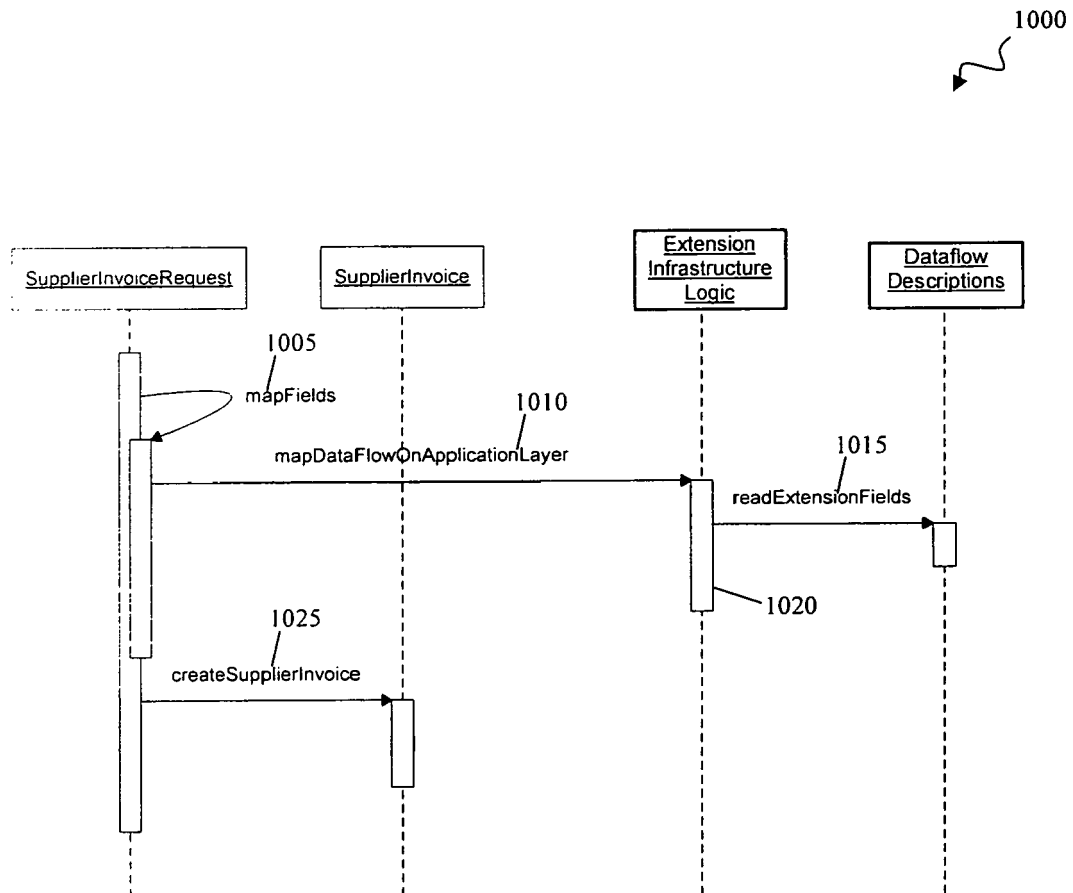 1000
SupplierInvoiceRequest
SupplierInvoice
Extension
Infrastructure
Logic
Dataflow
Descriptions
1005
mapFields
1010
mapDataFlowOnApplicationLayer
1015
readExtensionFields
1020
1025
createSupplierInvoice